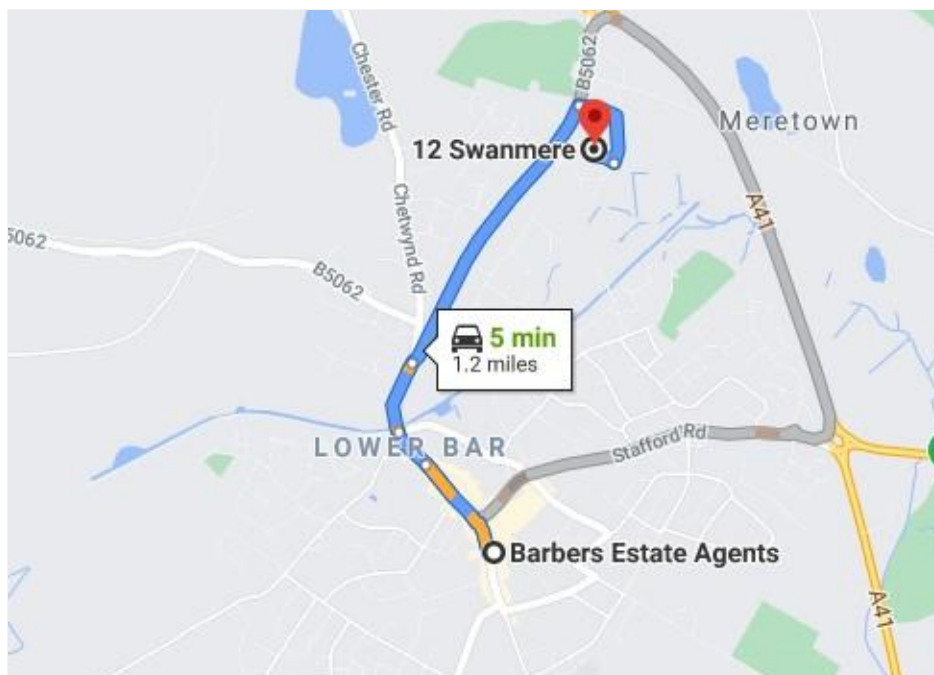 Chester Rd
B5062
Meretown
12 Swanmere
A41
5062
B5062
Chetwynd Rd
5 min
1.2 miles
LOWER BAR
Stafford Rd
Barbers Estate Agents
A41